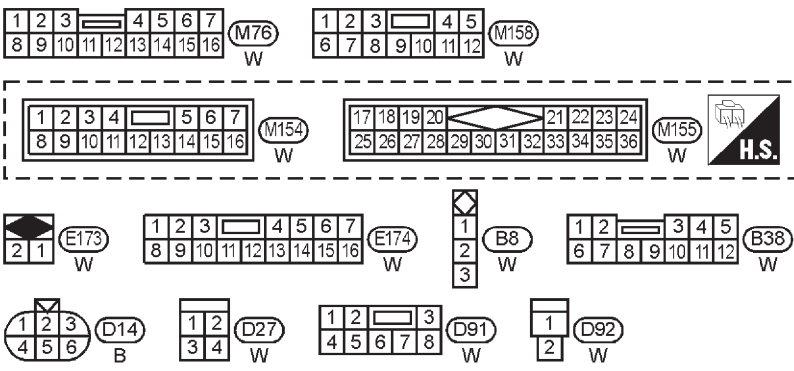 1 2 3 4 5 6 7
8 9 10 11 12 13 14 15 16
M76
W
1 2 3 4 5
6 7 8 9 10 11 12
M158
W
1 2 3 4 5 6 7
8 9 10 11 12 13 14 15 16
M154
W
17 18 19 20 21 22 23 24
25 26 27 28 29 30 31 32 33 34 35 36
M155
W
H.S.
2 1
E173
W
1 2 3 4 5 6 7
8 9 10 11 12 13 14 15 16
E174
W
1
2
3
B8
W
1 2 3 4 5
6 7 8 9 10 11 12
B38
W
1 2 3
4 5 6
D14
B
1 2
3 4
D27
W
1 2 3
4 5 6 7 8
D91
W
1
2
D92
W